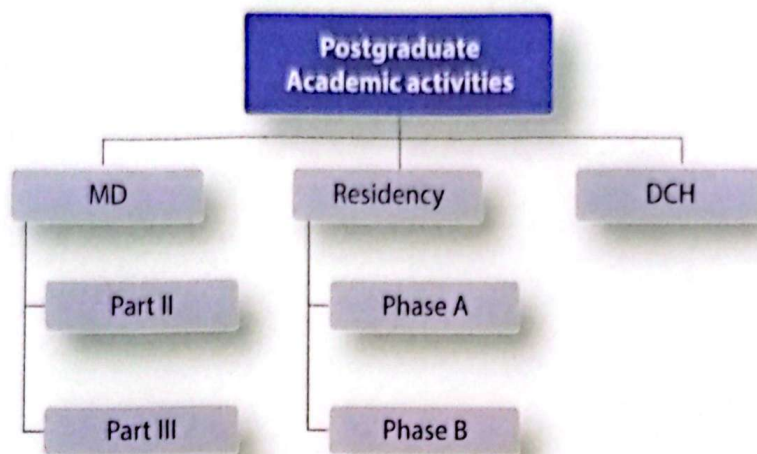 Postgraduate
Academic activities
MD
Residency
DCH
Part II
Phase A
Part III
Phase B